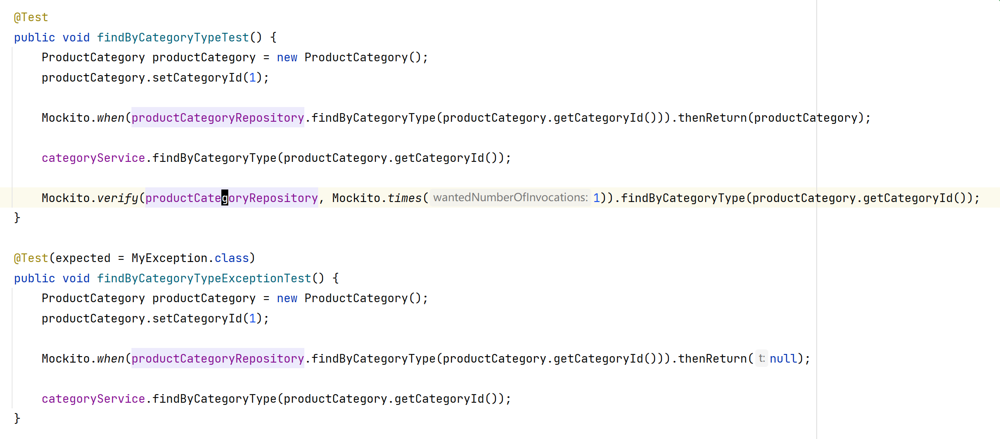 @Test
public void findByCategoryTypeTest() {
    ProductCategory productCategory = new ProductCategory();
    productCategory.setCategoryId(1);
    Mockito.when(productCategoryRepository.findByCategoryType(productCategory.getCategoryId())).thenReturn(productCategory);
    categoryService.findByCategoryType(productCategory.getCategoryId());
    Mockito.verify(productCategoryRepository, Mockito.times( wantedNumberOfInvocations: 1)).findByCategoryType(productCategory.getCategoryId());
}
@Test(expected = MyException.class)
public void findByCategoryTypeExceptionTest() {
    ProductCategory productCategory = new ProductCategory();
    productCategory.setCategoryId(1);
    Mockito.when(productCategoryRepository.findByCategoryType(productCategory.getCategoryId())).thenReturn( t: null);
    categoryService.findByCategoryType(productCategory.getCategoryId());
}